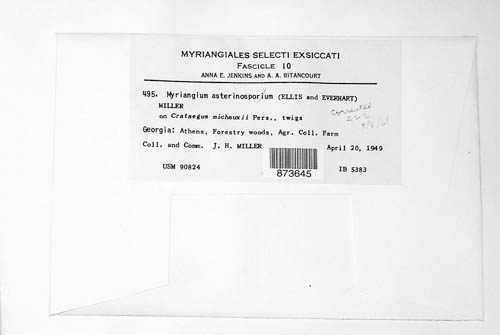 MYRIANGIALES SELECTI EXSICCATI
FASCICLE 10
ANNA E. JENKINS AND A. A. BITANCOURT
495. Myriangium asterinosporium (ELLIS and EVERHART)
MILLER
Corrected
on Crataegus michauxii Pers., twigs
Georgia: Athens, Forestry woods, Agr. Coll. Farm
Coll. and Comm. J. H. MILLER
April 20, 1949
873645
USM 90824
IB 5383